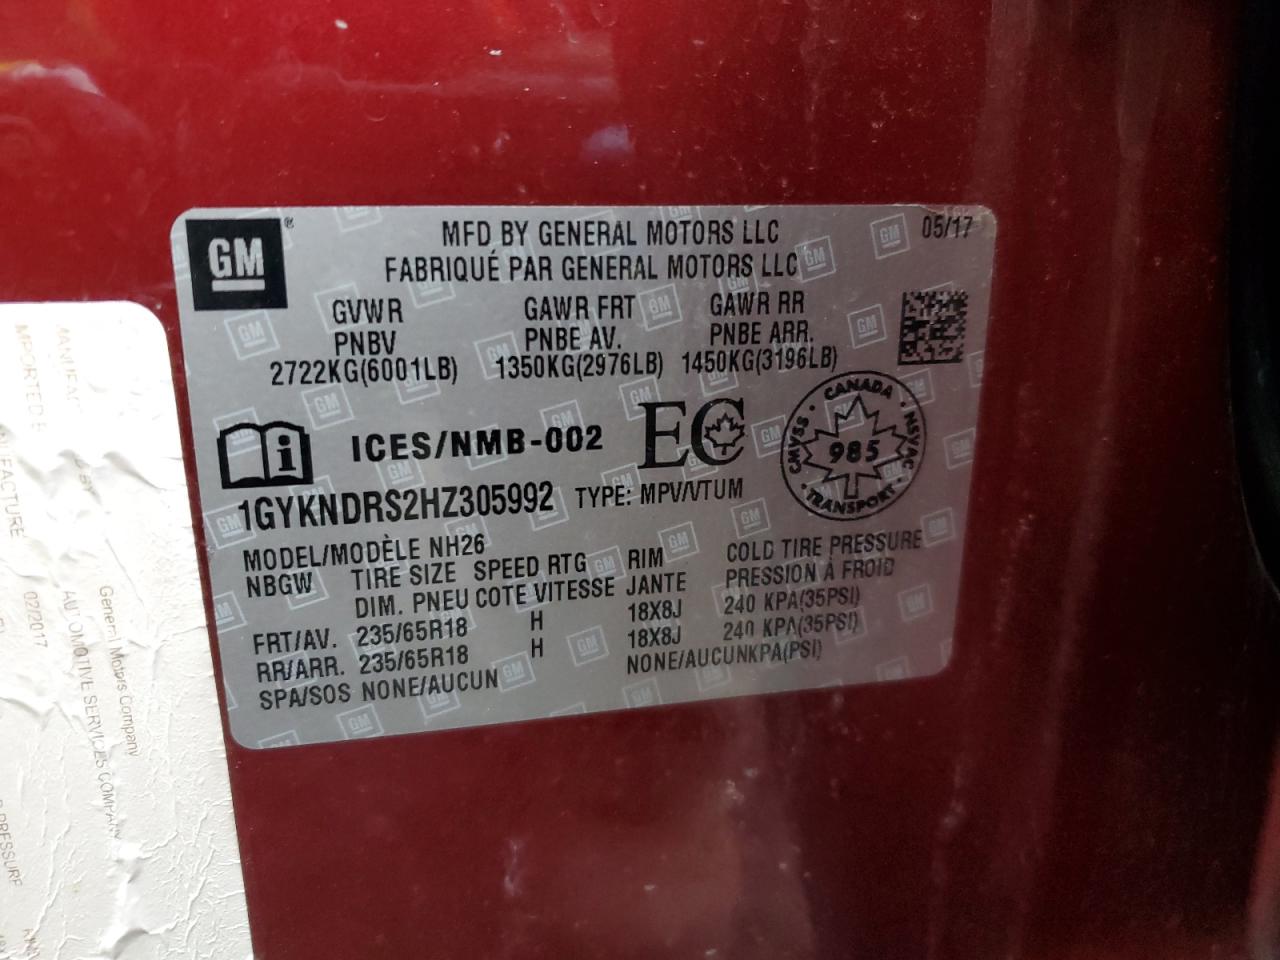 GM ®
MFD BY GENERAL MOTORS LLC
05/17
FABRIQUÉ PAR GENERAL MOTORS LLC
GVWR GAWR FRT GAWR RR
PNBV PNBE AV. PNBE ARR.
2722KG(6001LB) 1350KG(2976LB) 1450KG(3196LB)
ICES/NMB-002 EC
CANADA
CMVSS 985 NSVAC
TRANSPORT
1GYKNDRS2HZ305992 TYPE: MPV/VTUM
MODEL/MODÈLE NH26
NBGW TIRE SIZE SPEED RTG RIM COLD TIRE PRESSURE
DIM. PNEU COTE VITESSE JANTE PRESSION À FROID
FRT/AV. 235/65R18 H 18X8J 240 KPA(35PSI)
RR/ARR. 235/65R18 H 18X8J 240 KPA(35PSI)
SPA/SOS NONE/AUCUN NONE/AUCUNKPA(PSI)
General Motors Company
AUTOMOTIVE SERVICES COMPANY
02/2017